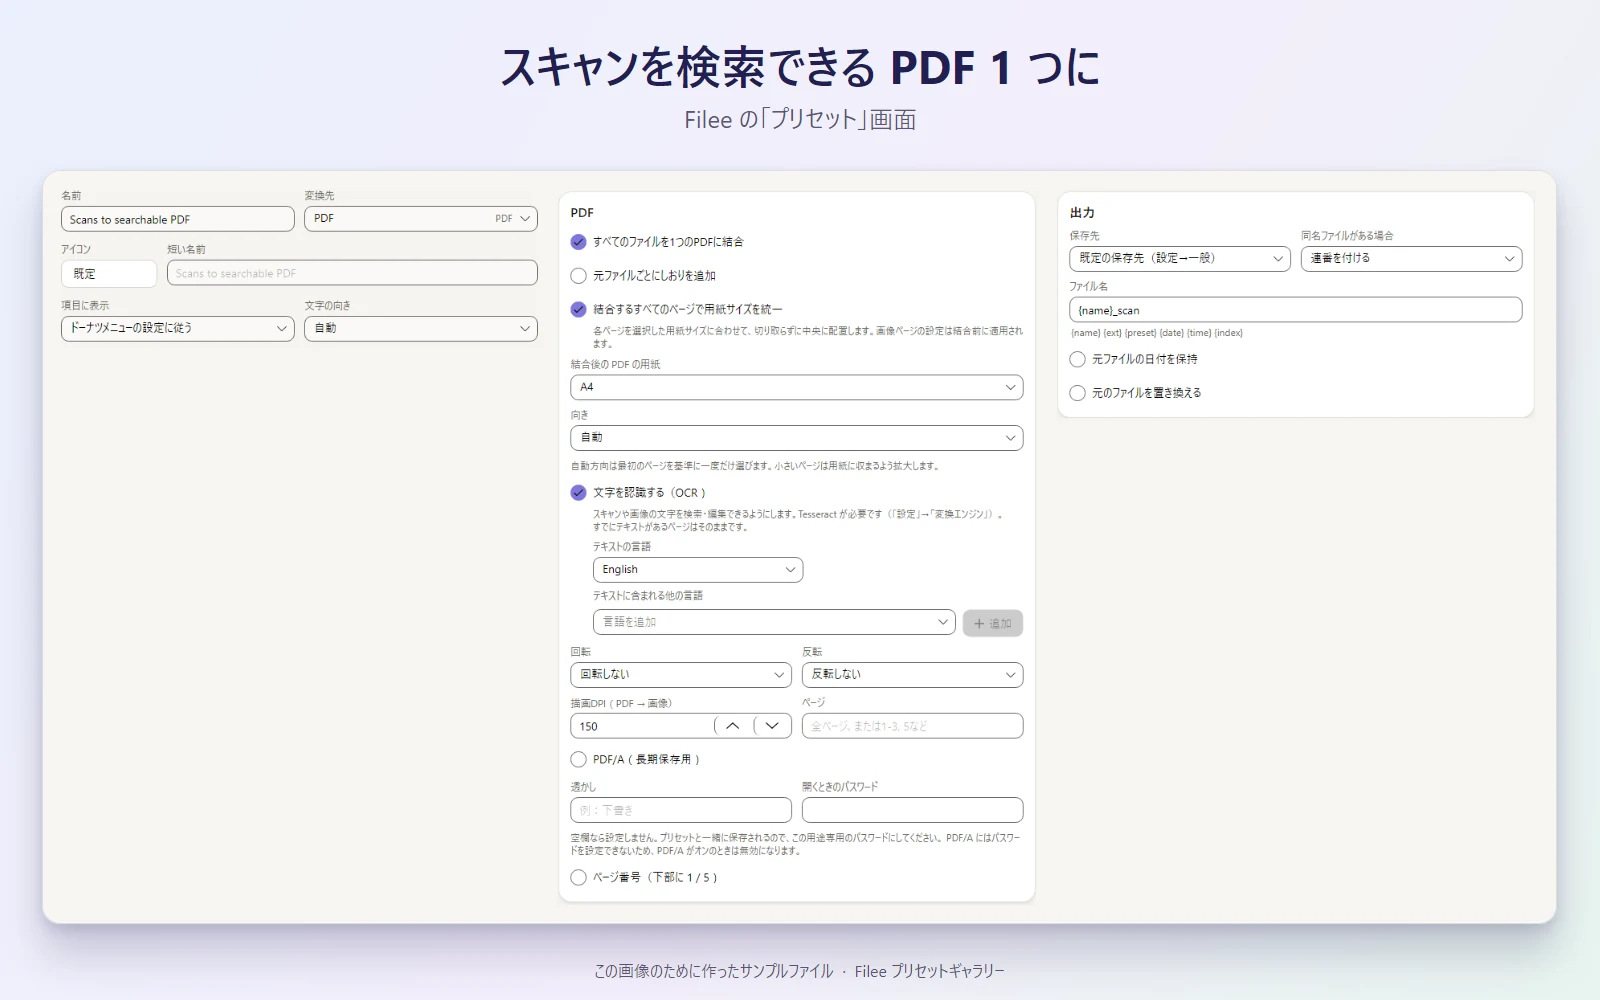 スキャンを検索できる PDF 1 つに
Filee の「プリセット」画面
名前
変換先
Scans to searchable PDF
PDF
PDF
アイコン
短い名前
既定
Scans to searchable PDF
項目に表示
文字の向き
ドーナツメニューの設定に従う
自動
PDF
すべてのファイルを1つのPDFに結合
元ファイルごとにしおりを追加
結合するすべてのページで用紙サイズを統一
各ページを選択した用紙サイズに合わせて、切り取らずに中央に配置します。画像ページの設定は結合前に適用され
ます。
結合後の PDF の用紙
A4
向き
自動
自動方向は最初のページを基準に一度だけ選びます。小さいページは用紙に収まるよう拡大します。
文字を認識する（OCR）
スキャンや画像の文字を検索・編集できるようにします。Tesseract が必要です（「設定」→「変換エンジン」）。
すでにテキストがあるページはそのままです。
テキストの言語
English
テキストに含まれる他の言語
言語を追加
＋ 追加
回転
反転
回転しない
反転しない
描画DPI（PDF → 画像）
ページ
150
全ページ、または1-3, 5など
PDF/A（長期保存用）
透かし
開くときのパスワード
例：下書き
空欄なら設定しません。プリセットと一緒に保存されるので、この用途専用のパスワードにしてください。 PDF/A にはパスワー
ドを設定できないため、PDF/A がオンのときは無効になります。
ページ番号（下部に 1 / 5）
出力
保存先
同名ファイルがある場合
既定の保存先（設定→一般）
連番を付ける
ファイル名
{name}_scan
{name} {ext} {preset} {date} {time} {index}
元ファイルの日付を保持
元のファイルを置き換える
この画像のために作ったサンプルファイル · Filee プリセットギャラリー